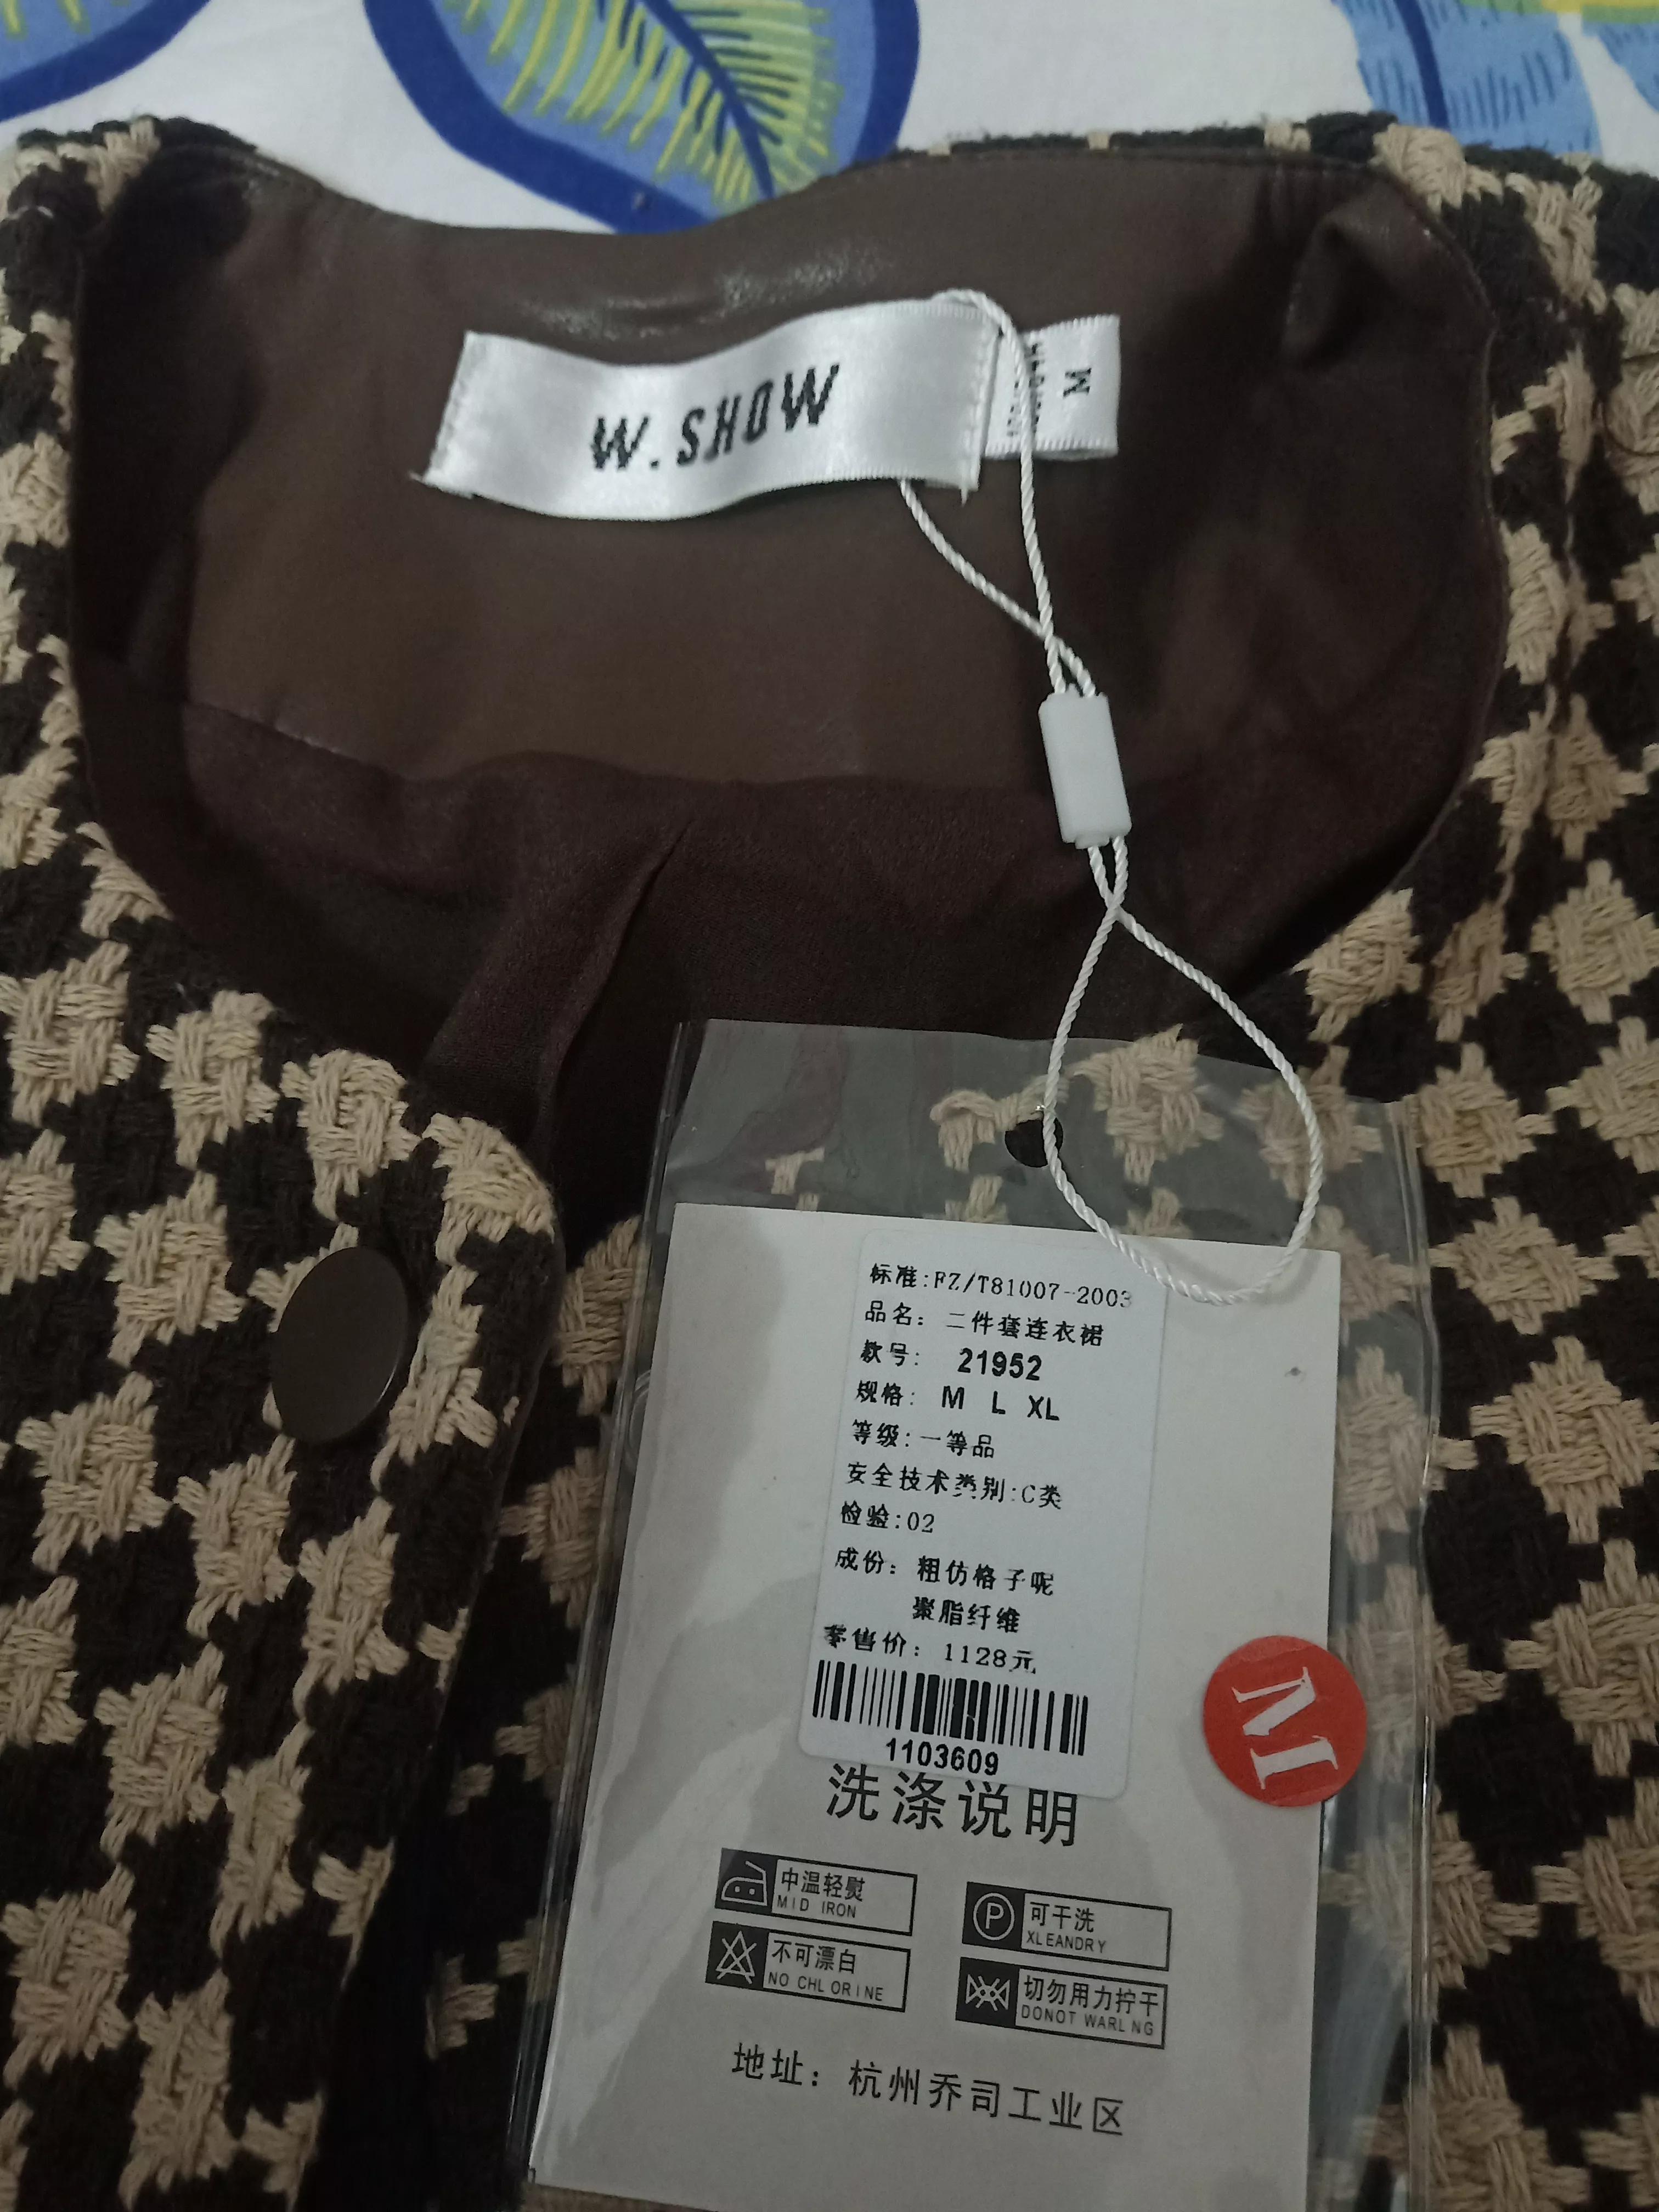 W.SHOW
M
标准:FZ/T81007-2003
品名: 二件套连衣裙
款号: 21952
规格: M L XL
等级:一等品
安全技术类别:C类
检验:02
成份: 粗仿格子呢
聚脂纤维
零售价: 1128元
1103609
M
洗涤说明
中温轻熨
MID IRON
P
可干洗
XLEANDRY
不可漂白
NO CHLORINE
切勿用力拧干
DONOT WARLNG
地址: 杭州乔司工业区